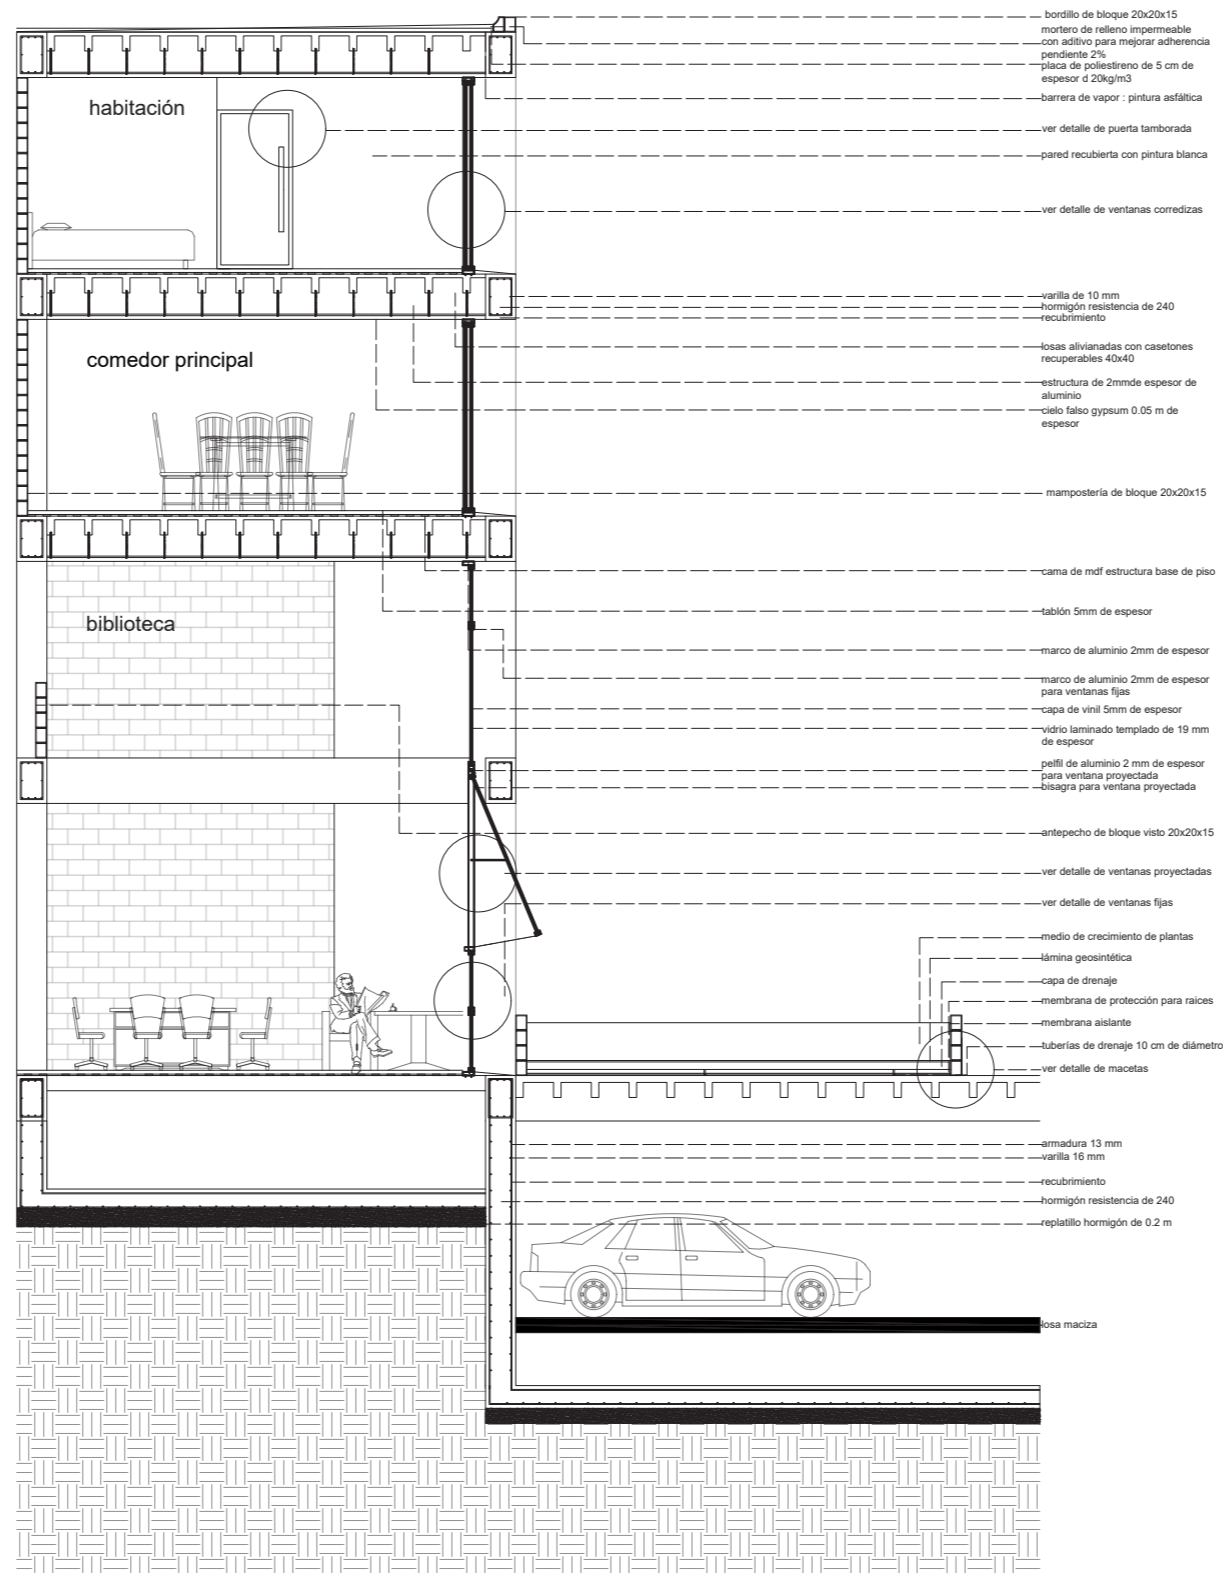 bordillo de bloque 20x20x15
mortero de relleno impermeable
con aditivo para mejorar adherencia
pendiente 2%
placa de poliestireno de 5 cm de
espesor d 20kg/m3
habitación
barrera de vapor : pintura asfáltica
ver detalle de puerta tamborada
pared recubierta con pintura blanca
ver detalle de ventanas corredizas
varilla de 10 mm
hormigón resistencia de 240
recubrimiento
comedor principal
losas alivianadas con casetones
recuperables 40x40
estructura de 2mmde espesor de
aluminio
cielo falso gypsum 0.05 m de
espesor
mampostería de bloque 20x20x15
cama de mdf estructura base de piso
tablón 5mm de espesor
biblioteca
marco de aluminio 2mm de espesor
marco de aluminio 2mm de espesor
para ventanas fijas
capa de vinil 5mm de espesor
vidrio laminado templado de 19 mm
de espesor
pelfil de aluminio 2 mm de espesor
para ventana proyectada
bisagra para ventana proyectada
antepecho de bloque visto 20x20x15
ver detalle de ventanas proyectadas
ver detalle de ventanas fijas
medio de crecimiento de plantas
lámina geosintética
capa de drenaje
membrana de protección para raices
membrana aislante
tuberías de drenaje 10 cm de diámetro
ver detalle de macetas
armadura 13 mm
varilla 16 mm
recubrimiento
hormigón resistencia de 240
replatillo hormigón de 0.2 m
losa maciza